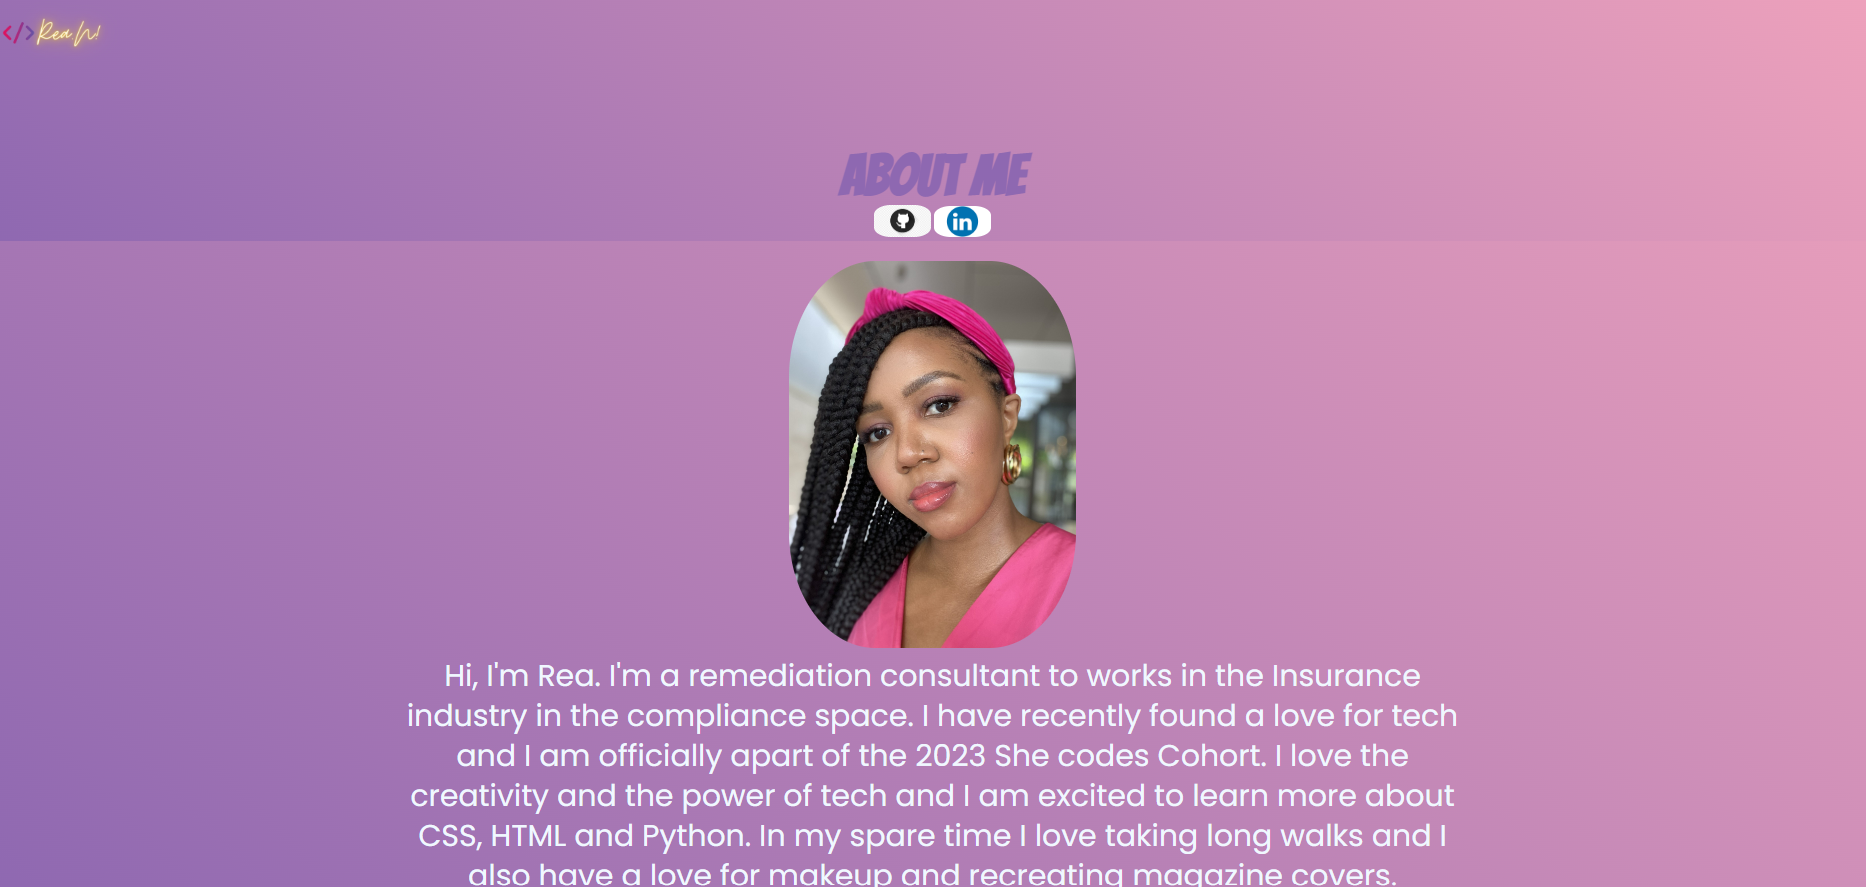 </> Rea.N!
ABOUT ME
in
Hi, I'm Rea. I'm a remediation consultant to works in the Insurance
industry in the compliance space. I have recently found a love for tech
and I am officially apart of the 2023 She codes Cohort. I love the
creativity and the power of tech and I am excited to learn more about
CSS, HTML and Python. In my spare time I love taking long walks and I
also have a love for makeup and recreating magazine covers.